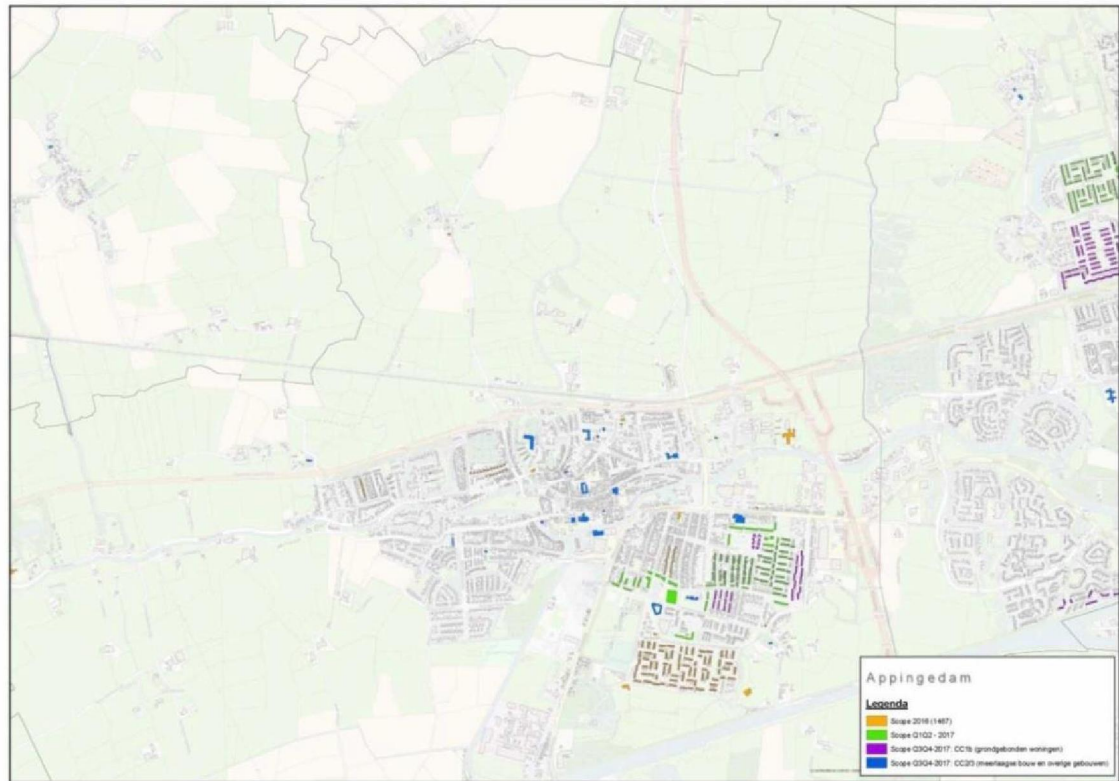 Appingedam
Legenda
Scope 2016 (1467)
Scope Q1Q2 - 2017
Scope Q3Q4-2017: CC1b (grondgebonden woningen)
Scope Q3Q4-2017: CC2/3 (meerlaagse bouw en overige gebouwen)